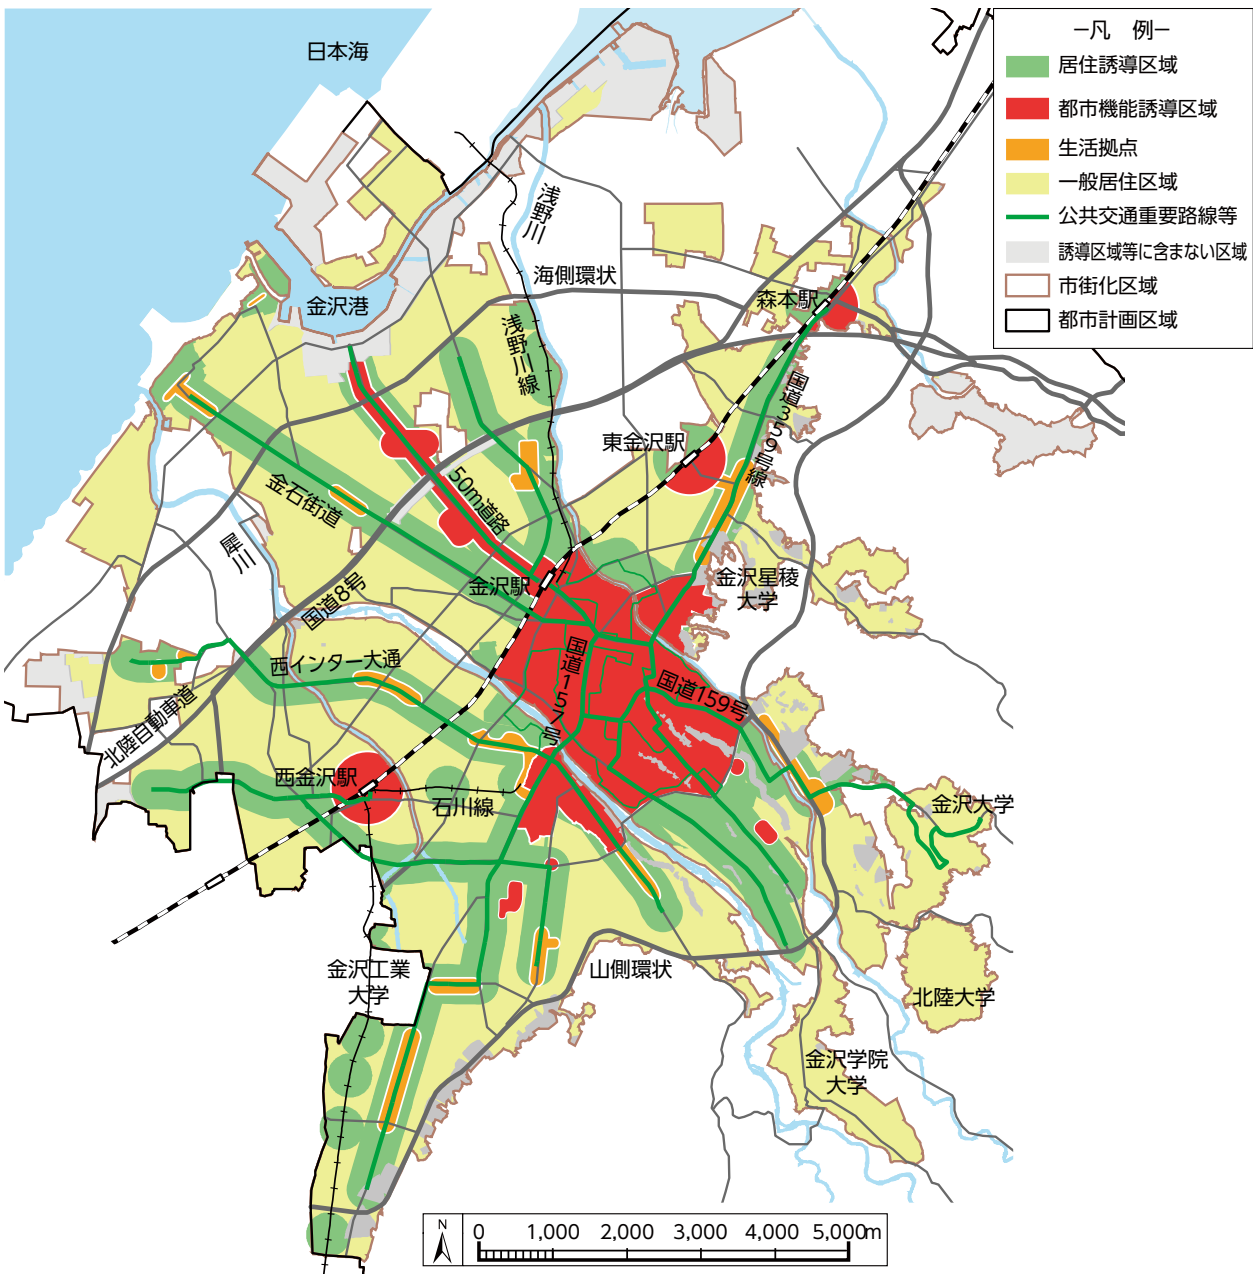 日本海
金沢港
浅野川
海側環状
浅野川線
森本駅
国道359号線
東金沢駅
50m道路
金石街道
犀川
国道8号
金沢駅
金沢星稜
大学
国道157号
国道159号
西インター大通
北陸自動車道
西金沢駅
石川線
金沢大学
山側環状
金沢工業
大学
北陸大学
金沢学院
大学
−凡 例−
居住誘導区域
都市機能誘導区域
生活拠点
一般居住区域
公共交通重要路線等
誘導区域等に含まない区域
市街化区域
都市計画区域
N
0 1,000 2,000 3,000 4,000 5,000m